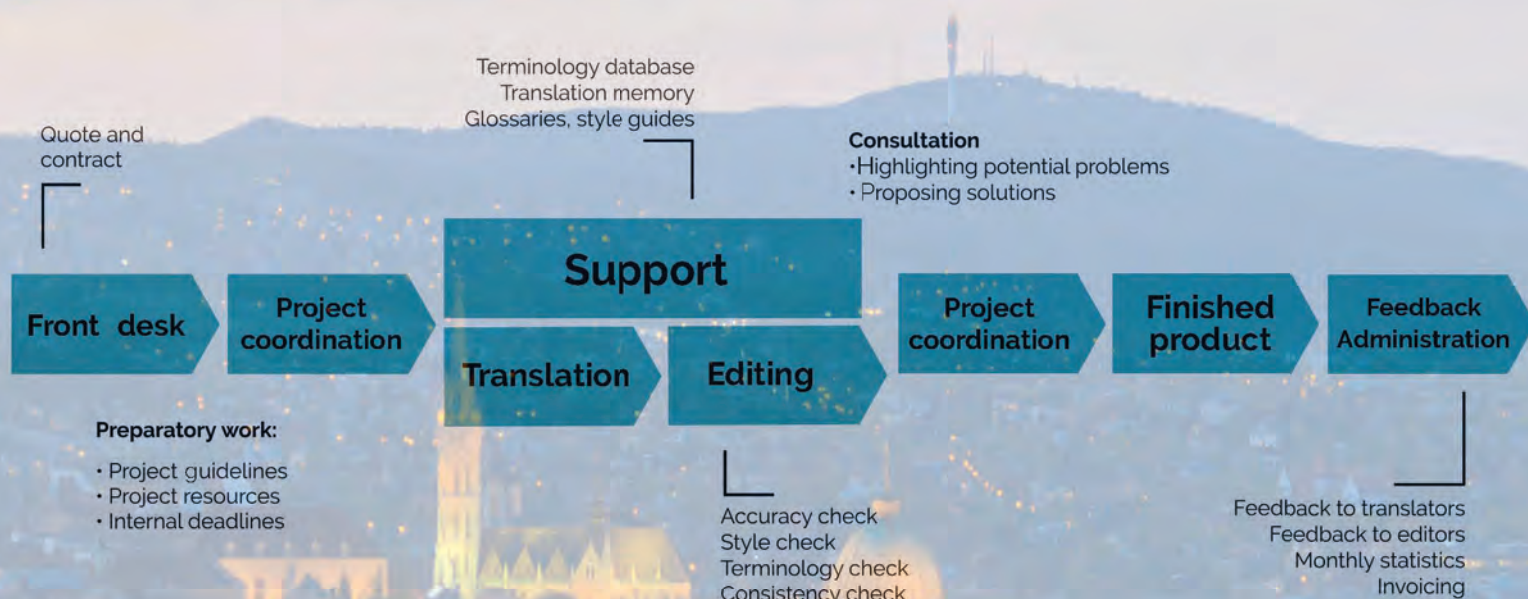 Quote and
contract
Terminology database
Translation memory
Glossaries, style guides
Consultation
•Highlighting potential problems
• Proposing solutions
Front desk
Project
coordination
Support
Translation
Editing
Project
coordination
Finished
product
Feedback
Administration
Preparatory work:
• Project guidelines
• Project resources
• Internal deadlines
Accuracy check
Style check
Terminology check
Consistency check
Feedback to translators
Feedback to editors
Monthly statistics
Invoicing